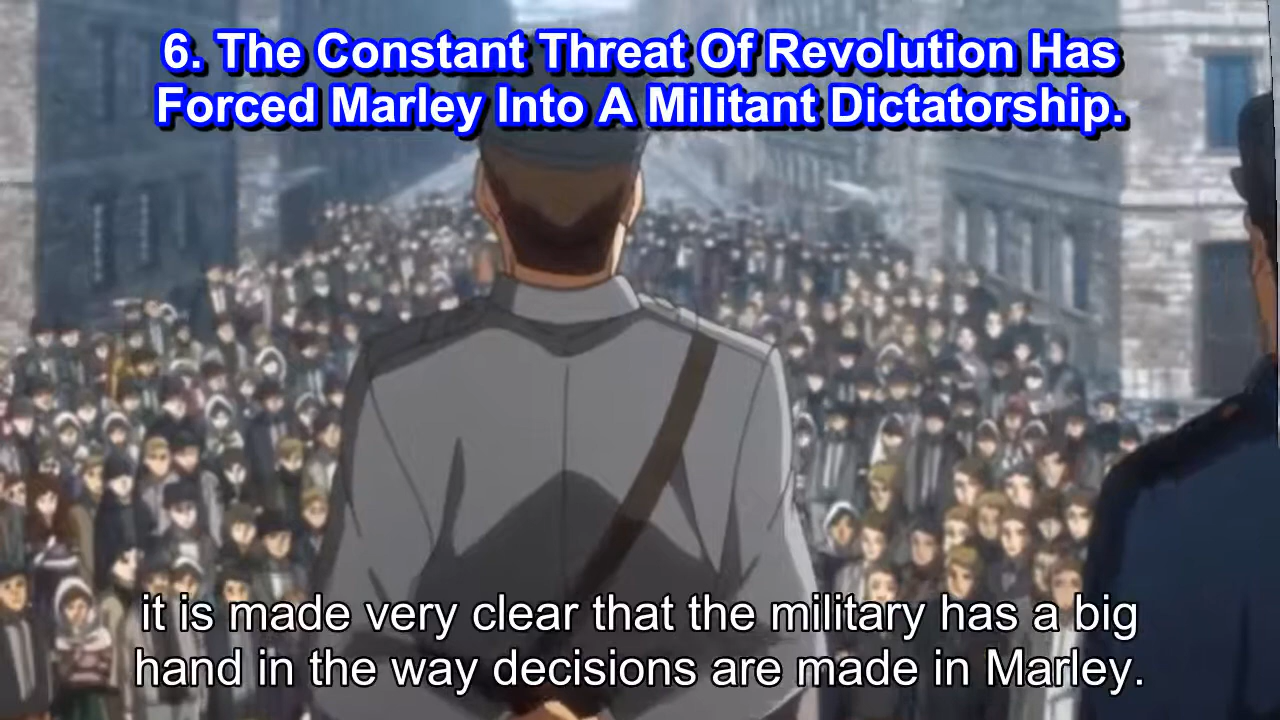 6. The Constant Threat Of Revolution Has
Forced Marley Into A Militant Dictatorship.
it is made very clear that the military has a big
hand in the way decisions are made in Marley.